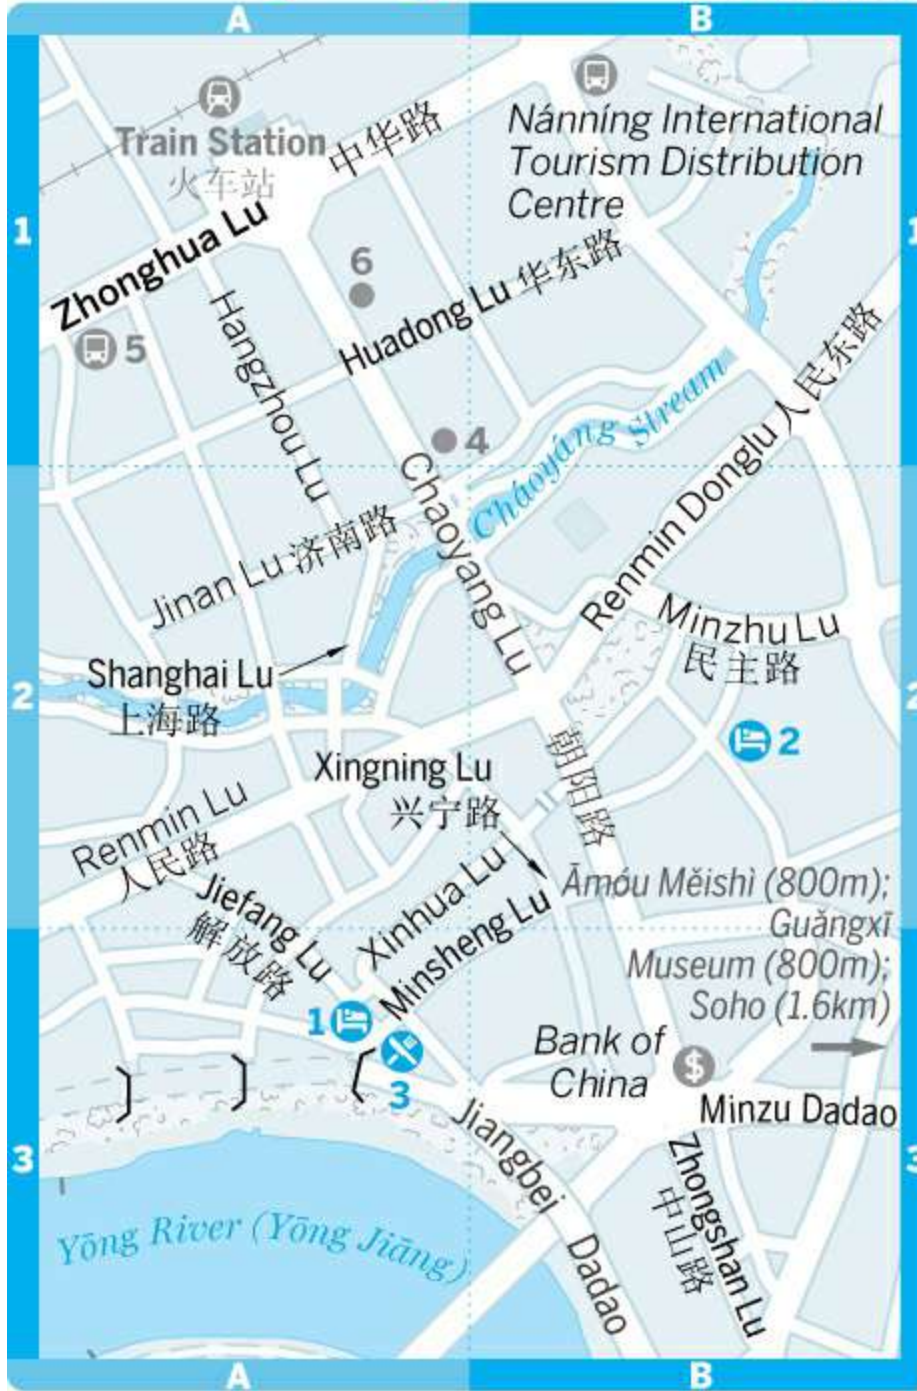 A
B
Train Station
火车站
中华路
Nánníng International
Tourism Distribution
Centre
1
1
Zhonghua Lu
6
Huadong Lu 华东路
5
Hangzhou Lu
4
Chaoyang Lu
Cháoyáng Stream
Renmin Donglu 人民东路
Jinan Lu 济南路
Minzhu Lu
民主路
Shanghai Lu
上海路
2
2
2
朝阳路
Xingning Lu
兴宁路
Renmin Lu
人民路
Jiefang Lu
解放路
Xinhua Lu
Minsheng Lu
Āmóu Měishì (800m);
Guǎngxī
Museum (800m);
Soho (1.6km)
1
3
Bank of
China
$
Minzu Dadao
Jiangbei Dadao
Zhongshan Lu
中山路
3
3
Yōng River (Yōng Jiāng)
A
B